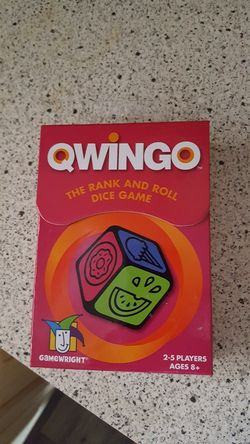 QWINGO
THE RANK AND ROLL
DICE GAME
GAMEWRIGHT
2-5 PLAYERS
AGES 8+